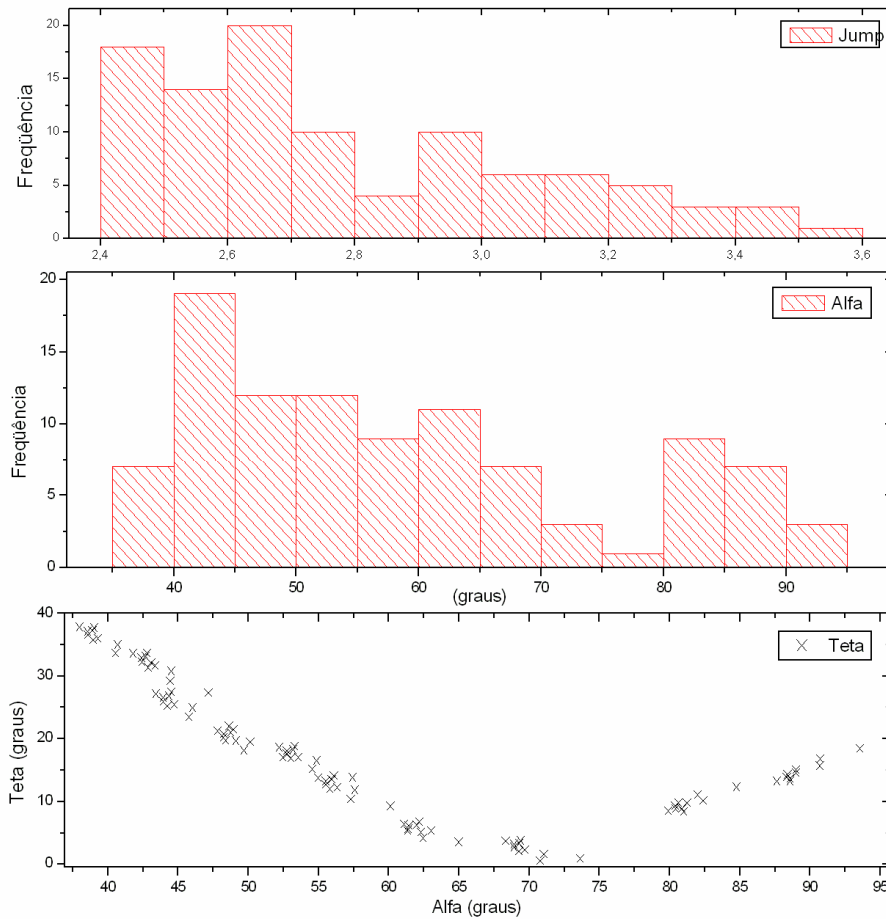 20
Jump
15
Freqüência
10
5
0
2,4 2,6 2,8 3,0 3,2 3,4 3,6
20
Alfa
15
Freqüência
10
5
0
40 50 60 70 80 90
(graus)
40
Teta
30
Teta (graus)
20
10
0
40 45 50 55 60 65 70 75 80 85 90 95
Alfa (graus)